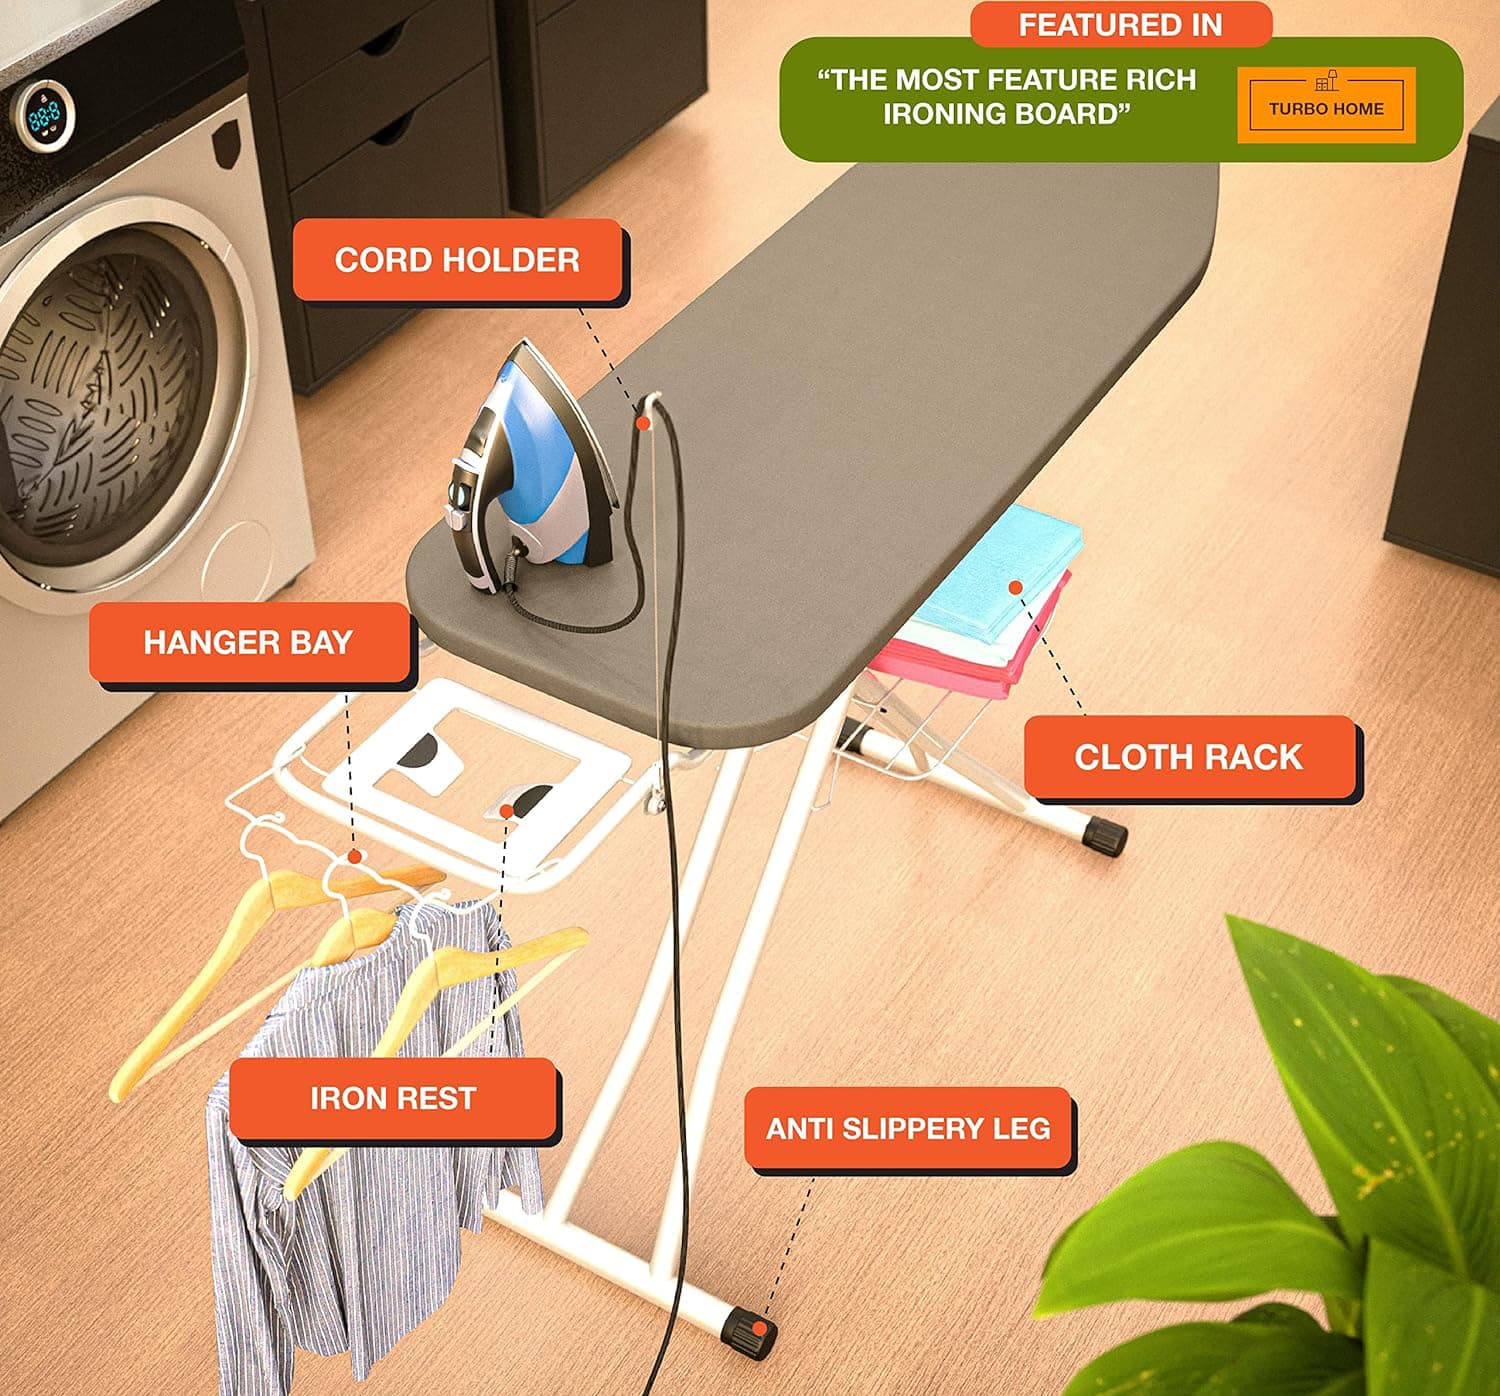 FEATURED IN
“THE MOST FEATURE RICH
IRONING BOARD”
TURBO HOME
CORD HOLDER
HANGER BAY
CLOTH RACK
IRON REST
ANTI SLIPPERY LEG